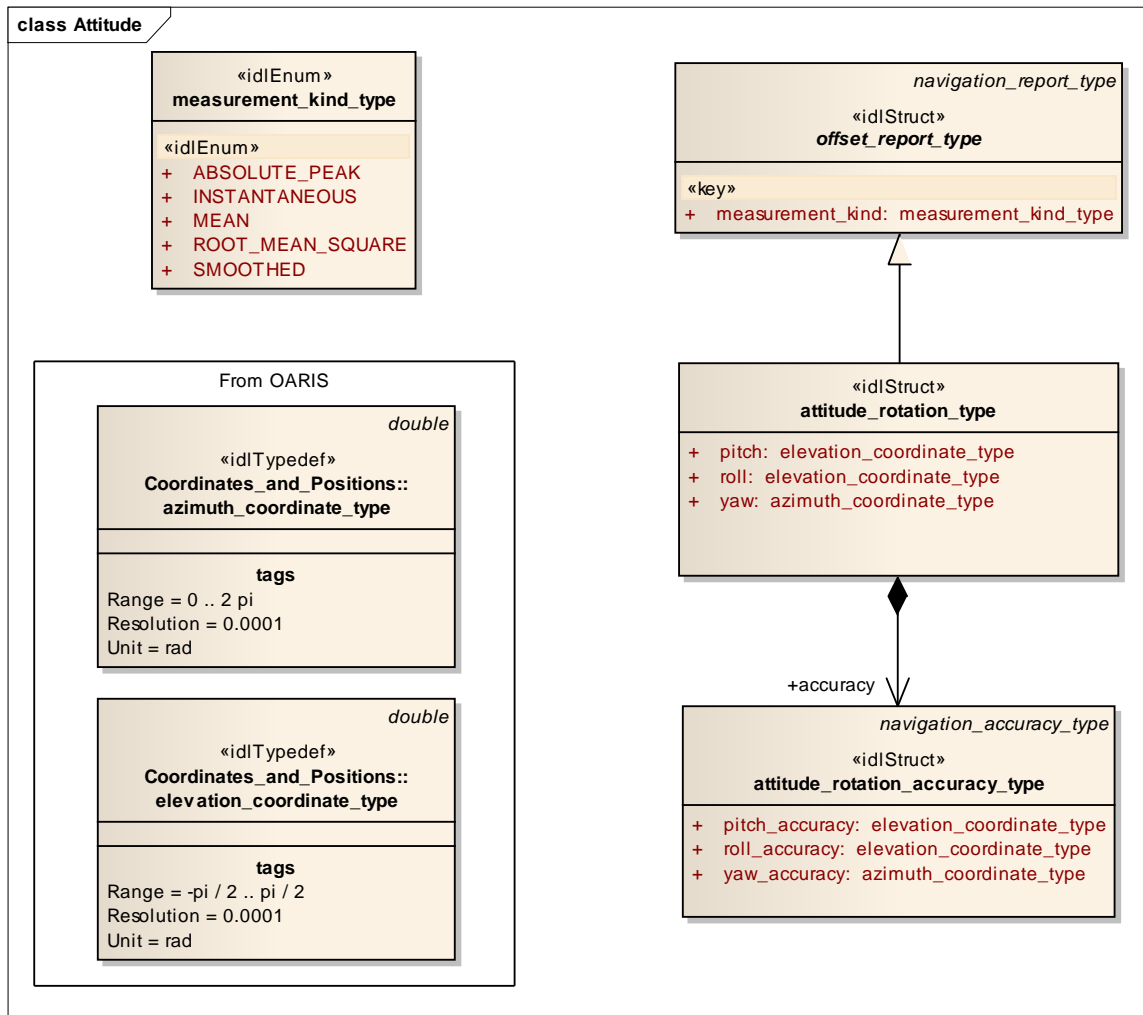 class Attitude
«idlEnum»
measurement_kind_type
«idlEnum»
+ ABSOLUTE_PEAK
+ INSTANTANEOUS
+ MEAN
+ ROOT_MEAN_SQUARE
+ SMOOTHED
navigation_report_type
«idlStruct»
offset_report_type
«key»
+ measurement_kind: measurement_kind_type
From OARIS
double
«idlTypedef»
Coordinates_and_Positions::
azimuth_coordinate_type
tags
Range = 0 .. 2 pi
Resolution = 0.0001
Unit = rad
double
«idlTypedef»
Coordinates_and_Positions::
elevation_coordinate_type
tags
Range = -pi / 2 .. pi / 2
Resolution = 0.0001
Unit = rad
«idlStruct»
attitude_rotation_type
+ pitch: elevation_coordinate_type
+ roll: elevation_coordinate_type
+ yaw: azimuth_coordinate_type
+accuracy
navigation_accuracy_type
«idlStruct»
attitude_rotation_accuracy_type
+ pitch_accuracy: elevation_coordinate_type
+ roll_accuracy: elevation_coordinate_type
+ yaw_accuracy: azimuth_coordinate_type